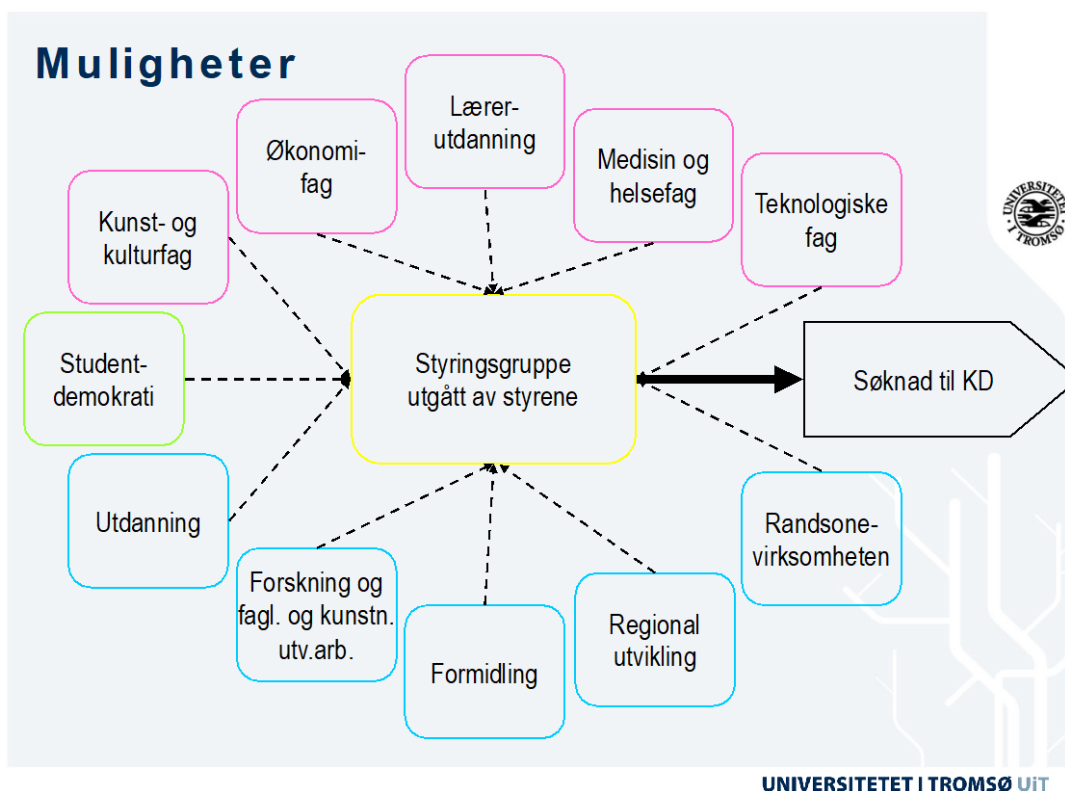 Muligheter
Lærer-
utdanning
Økonomi-
fag
Medisin og
helsefag
Kunst- og
kulturfag
Teknologiske
fag
UNIVERSITETET
I TROMSØ
Student-
demokrati
Styringsgruppe
utgått av styrene
Søknad til KD
Utdanning
Randsone-
virksomheten
Forskning og
fagl. og kunstn.
utv.arb.
Formidling
Regional
utvikling
UNIVERSITETET I TROMSØ UiT